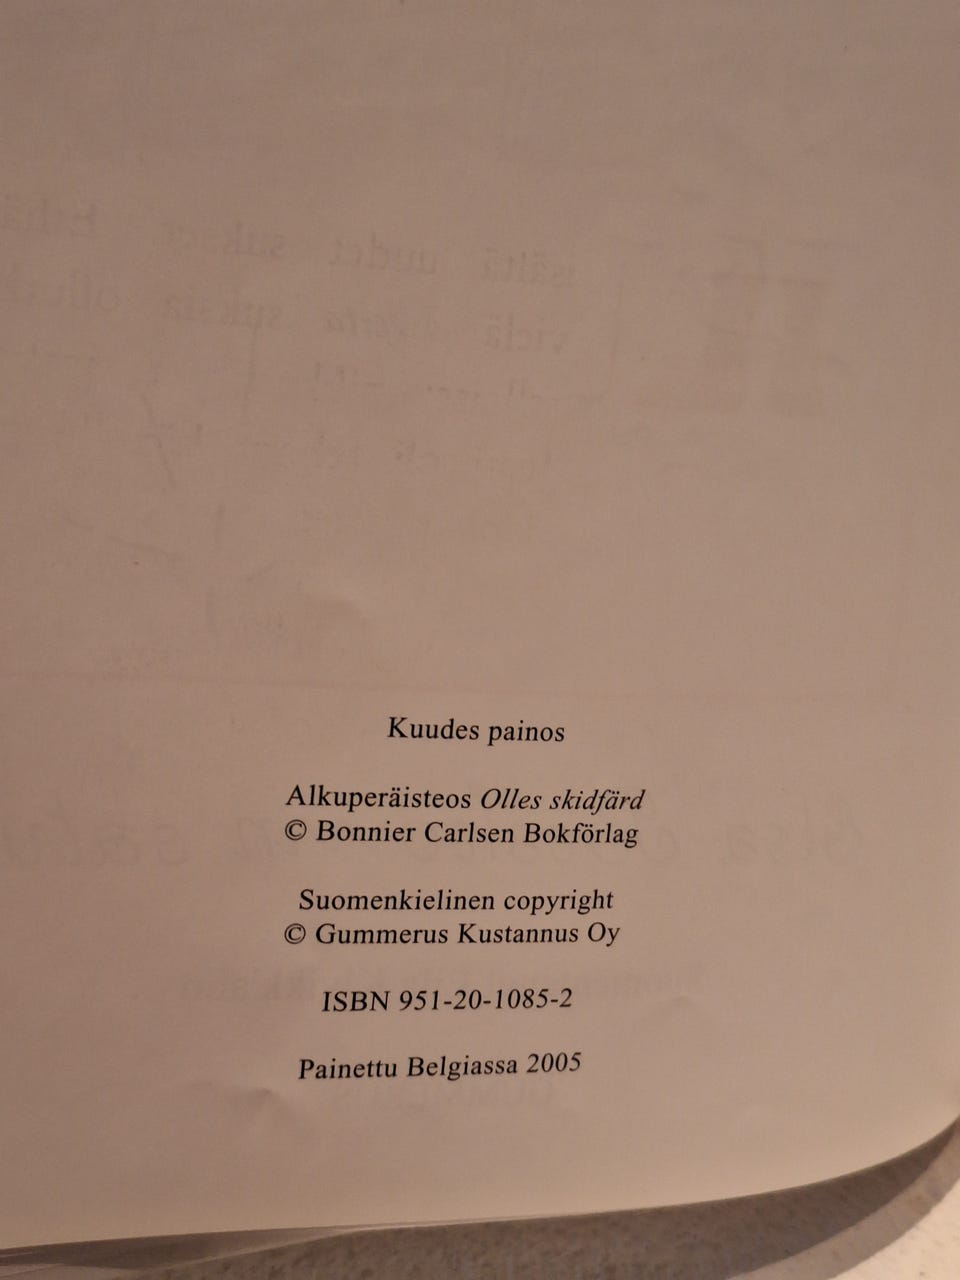 Kuudes painos
Alkuperäisteos Olles skidfärd
© Bonnier Carlsen Bokförlag
Suomenkielinen copyright
© Gummerus Kustannus Oy
ISBN 951-20-1085-2
Painettu Belgiassa 2005